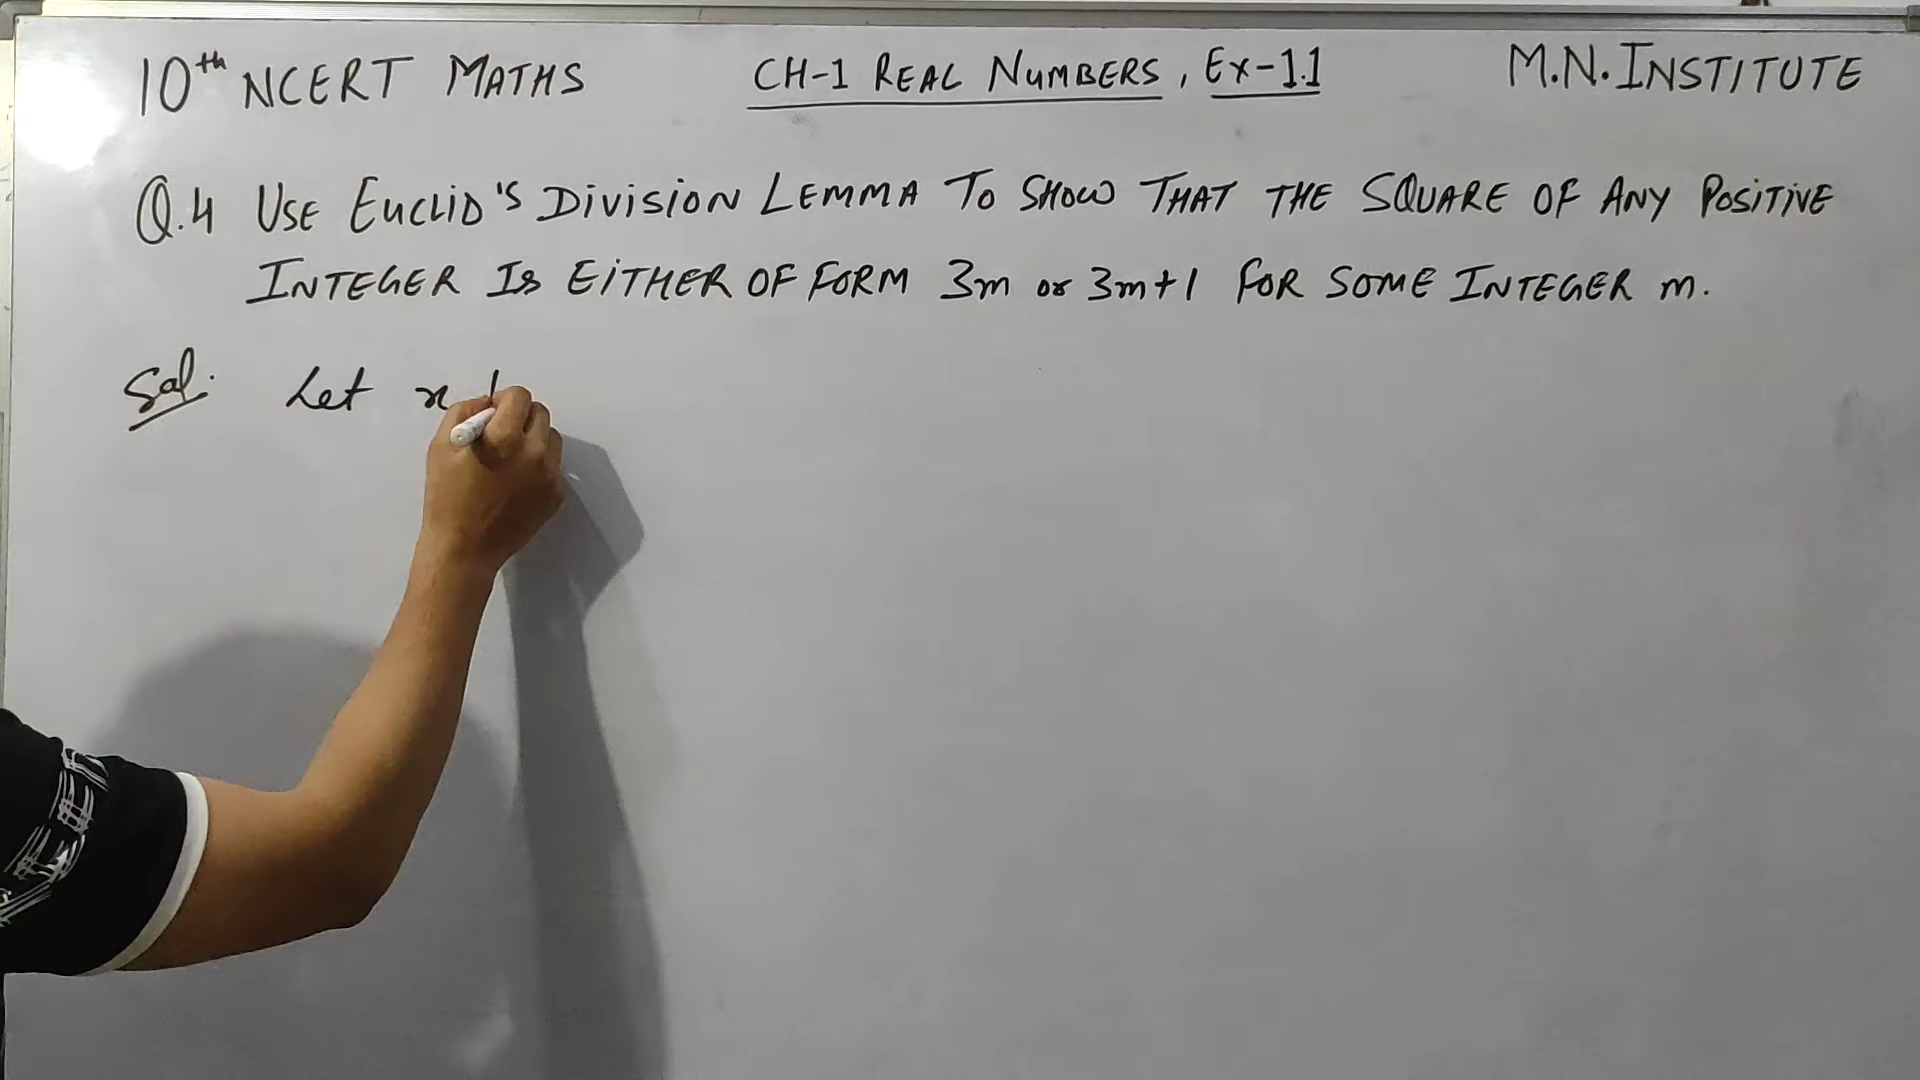 10th NCERT MATHS CH-1 REAL NUMBERS, Ex-1.1 M.N. INSTITUTE
Q.4 USE EUCLID'S DIVISION LEMMA TO SHOW THAT THE SQUARE OF ANY POSITIVE
INTEGER IS EITHER OF FORM 3m or 3m+1 FOR SOME INTEGER m.
Sol. Let x